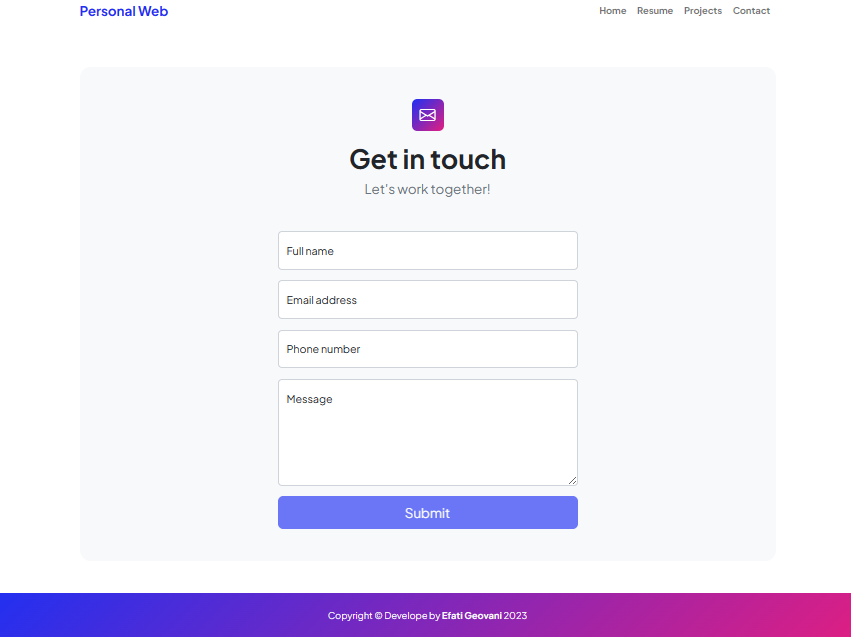 Personal Web
Home Resume Projects Contact
Get in touch
Let's work together!
Full name
Email address
Phone number
Message
Submit
Copyright © Develope by Efati Geovani 2023